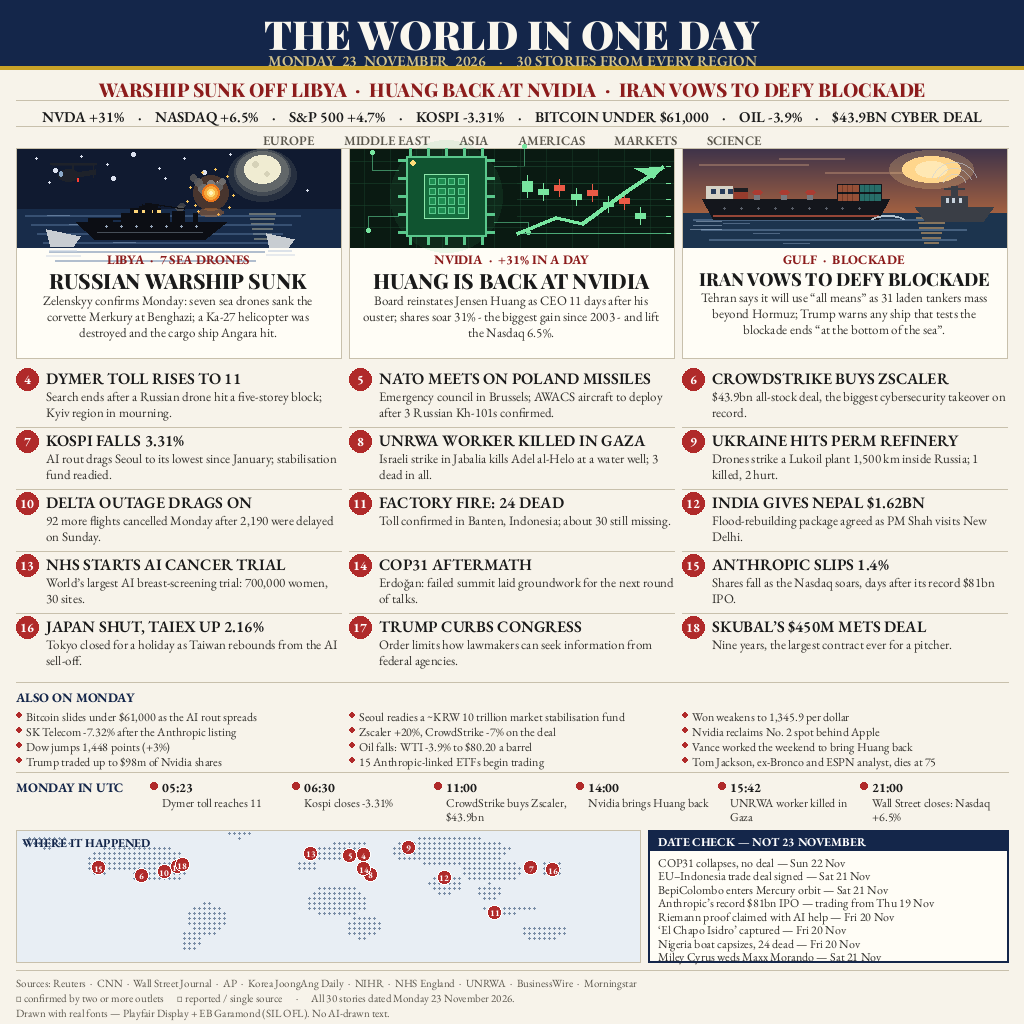 THE WORLD IN ONE DAY
MONDAY 23 NOVEMBER 2026 · 30 STORIES FROM EVERY REGION
WARSHIP SUNK OFF LIBYA · HUANG BACK AT NVIDIA · IRAN VOWS TO DEFY BLOCKADE
NVDA +31% · NASDAQ +6.5% · S&P 500 +4.7% · KOSPI -3.31% · BITCOIN UNDER $61,000 · OIL -3.9% · $43.9BN CYBER DEAL
EUROPE MIDDLE EAST ASIA AMERICAS MARKETS SCIENCE
LIBYA · 7 SEA DRONES
RUSSIAN WARSHIP SUNK
Zelenskyy confirms Monday: seven sea drones sank the
corvette Merkury at Benghazi; a Ka-27 helicopter was
destroyed and the cargo ship Angara hit.
NVIDIA · +31% IN A DAY
HUANG IS BACK AT NVIDIA
Board reinstates Jensen Huang as CEO 11 days after his
ouster; shares soar 31% - the biggest gain since 2003 - and lift
the Nasdaq 6.5%.
GULF · BLOCKADE
IRAN VOWS TO DEFY BLOCKADE
Tehran says it will use “all means” as 31 laden tankers mass
beyond Hormuz; Trump warns any ship that tests the
blockade ends “at the bottom of the sea”.
4 DYMER TOLL RISES TO 11
Search ends after a Russian drone hit a five-storey block;
Kyiv region in mourning.
5 NATO MEETS ON POLAND MISSILES
Emergency council in Brussels; AWACS aircraft to deploy
after 3 Russian Kh-101s confirmed.
6 CROWDSTRIKE BUYS ZSCALER
$43.9bn all-stock deal, the biggest cybersecurity takeover on
record.
7 KOSPI FALLS 3.31%
AI rout drags Seoul to its lowest since January; stabilisation
fund readied.
8 UNRWA WORKER KILLED IN GAZA
Israeli strike in Jabalia kills Adel al-Helo at a water well; 3
dead in all.
9 UKRAINE HITS PERM REFINERY
Drones strike a Lukoil plant 1,500 km inside Russia; 1
killed, 2 hurt.
10 DELTA OUTAGE DRAGS ON
92 more flights cancelled Monday after 2,190 were delayed
on Sunday.
11 FACTORY FIRE: 24 DEAD
Toll confirmed in Banten, Indonesia; about 30 still missing.
12 INDIA GIVES NEPAL $1.62BN
Flood-rebuilding package agreed as PM Shah visits New
Delhi.
13 NHS STARTS AI CANCER TRIAL
World’s largest AI breast-screening trial: 700,000 women,
30 sites.
14 COP31 AFTERMATH
Erdoğan: failed summit laid groundwork for the next round
of talks.
15 ANTHROPIC SLIPS 1.4%
Shares fall as the Nasdaq soars, days after its record $81bn
IPO.
16 JAPAN SHUT, TAIEX UP 2.16%
Tokyo closed for a holiday as Taiwan rebounds from the AI
sell-off.
17 TRUMP CURBS CONGRESS
Order limits how lawmakers can seek information from
federal agencies.
18 SKUBAL’S $450M METS DEAL
Nine years, the largest contract ever for a pitcher.
ALSO ON MONDAY
Bitcoin slides under $61,000 as the AI rout spreads
SK Telecom -7.32% after the Anthropic listing
Dow jumps 1,448 points (+3%)
Trump traded up to $98m of Nvidia shares
Seoul readies a ~KRW 10 trillion market stabilisation fund
Zscaler +20%, CrowdStrike -7% on the deal
Oil falls: WTI -3.9% to $80.20 a barrel
15 Anthropic-linked ETFs begin trading
Won weakens to 1,345.9 per dollar
Nvidia reclaims No. 2 spot behind Apple
Vance worked the weekend to bring Huang back
Tom Jackson, ex-Bronco and ESPN analyst, dies at 75
MONDAY IN UTC
05:23
Dymer toll reaches 11
06:30
Kospi closes -3.31%
11:00
CrowdStrike buys Zscaler,
$43.9bn
14:00
Nvidia brings Huang back
15:42
UNRWA worker killed in
Gaza
21:00
Wall Street closes: Nasdaq
+6.5%
WHERE IT HAPPENED
15 6 10 18 13 5 4 14 8 9 12 11 7 16
DATE CHECK — NOT 23 NOVEMBER
COP31 collapses, no deal — Sun 22 Nov
EU–Indonesia trade deal signed — Sat 21 Nov
BepiColombo enters Mercury orbit — Sat 21 Nov
Anthropic’s record $81bn IPO — trading from Thu 19 Nov
Riemann proof claimed with AI help — Fri 20 Nov
‘El Chapo Isidro’ captured — Fri 20 Nov
Nigeria boat capsizes, 24 dead — Fri 20 Nov
Miley Cyrus weds Maxx Morando — Sat 21 Nov
Sources: Reuters · CNN · Wall Street Journal · AP · Korea JoongAng Daily · NIHR · NHS England · UNRWA · BusinessWire · Morningstar
confirmed by two or more outlets reported / single source · All 30 stories dated Monday 23 November 2026.
Drawn with real fonts — Playfair Display + EB Garamond (SIL OFL). No AI-drawn text.